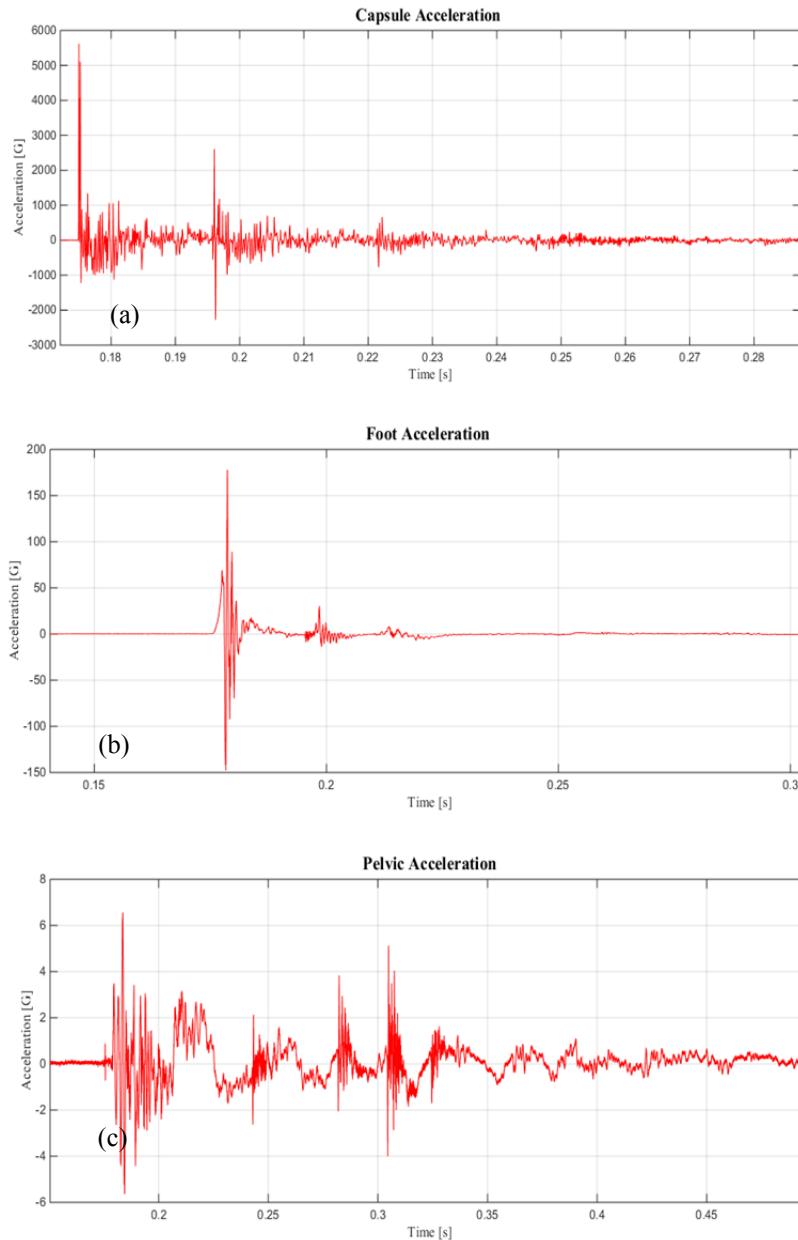 Capsule Acceleration
6000
5000
4000
3000
2000
1000
0
-1000
-2000
-3000
Acceleration [G]
(a)
0.18 0.19 0.2 0.21 0.22 0.23 0.24 0.25 0.26 0.27 0.28
Time [s]
Foot Acceleration
200
150
100
50
0
-50
-100
-150
Acceleration [G]
(b)
0.15 0.2 0.25 0.3
Time [s]
Pelvic Acceleration
8
6
4
2
0
-2
-4
-6
Acceleration [G]
(c)
0.2 0.25 0.3 0.35 0.4 0.45
Time [s]